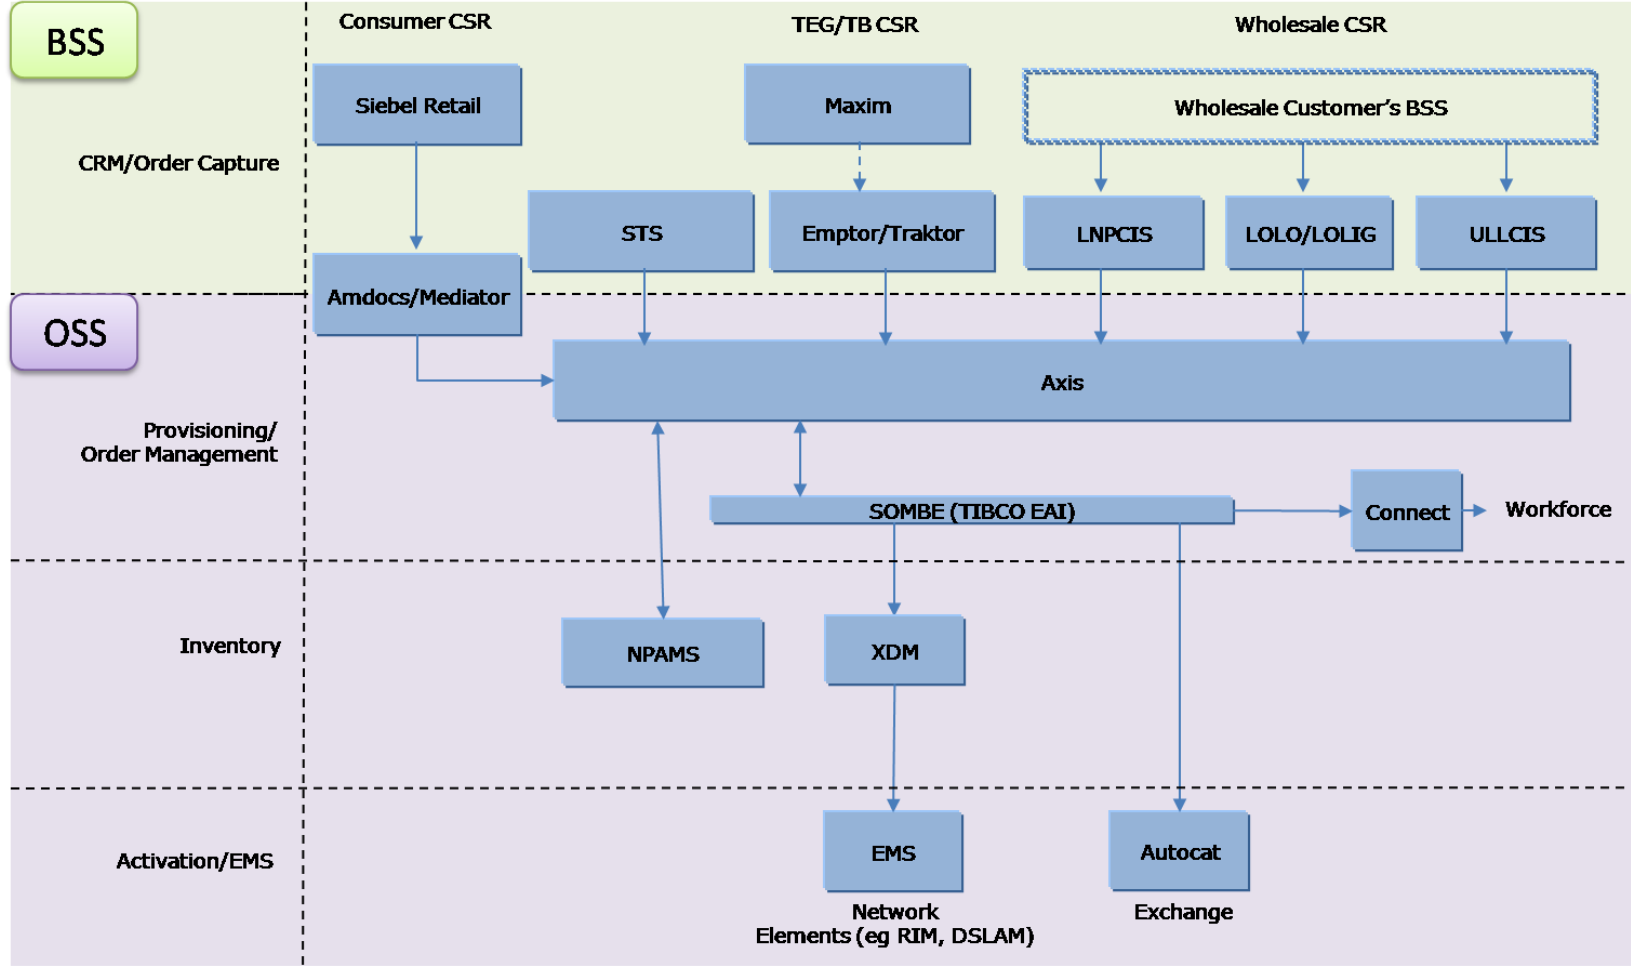 BSS
Consumer CSR
TEG/TB CSR
Wholesale CSR
Siebel Retail
Maxim
Wholesale Customer’s BSS
CRM/Order Capture
STS
Emptor/Traktor
LNPCIS
LOLO/LOLIG
ULLCIS
Amdocs/Mediator
OSS
Axis
Provisioning/
Order Management
SOMBE (TIBCO EAI)
Connect
Workforce
Inventory
NPAMS
XDM
Activation/EMS
EMS
Autocat
Network
Elements (eg RIM, DSLAM)
Exchange